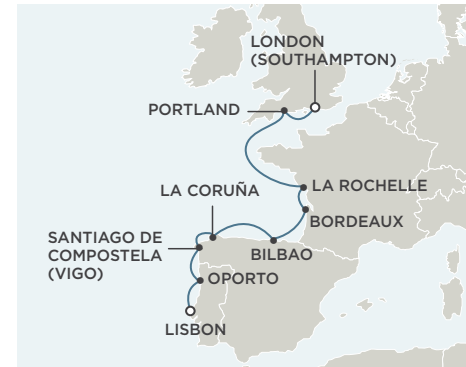 LONDON
(SOUTHAMPTON)
PORTLAND
LA ROCHELLE
LA CORUÑA
BORDEAUX
SANTIAGO DE
COMPOSTELA
(VIGO)
BILBAO
OPORTO
LISBON